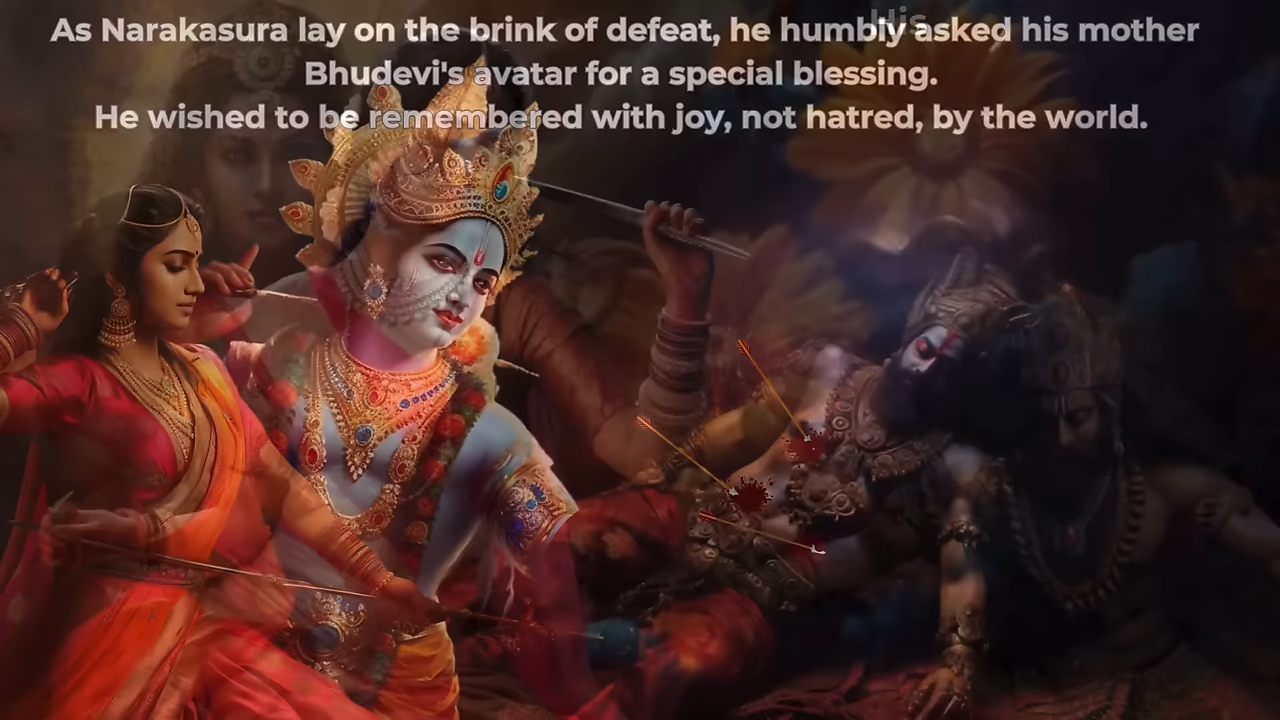 As Narakasura lay on the brink of defeat, he humbly asked his mother
Bhudevi's avatar for a special blessing.
He wished to be remembered with joy, not hatred, by the world.
His